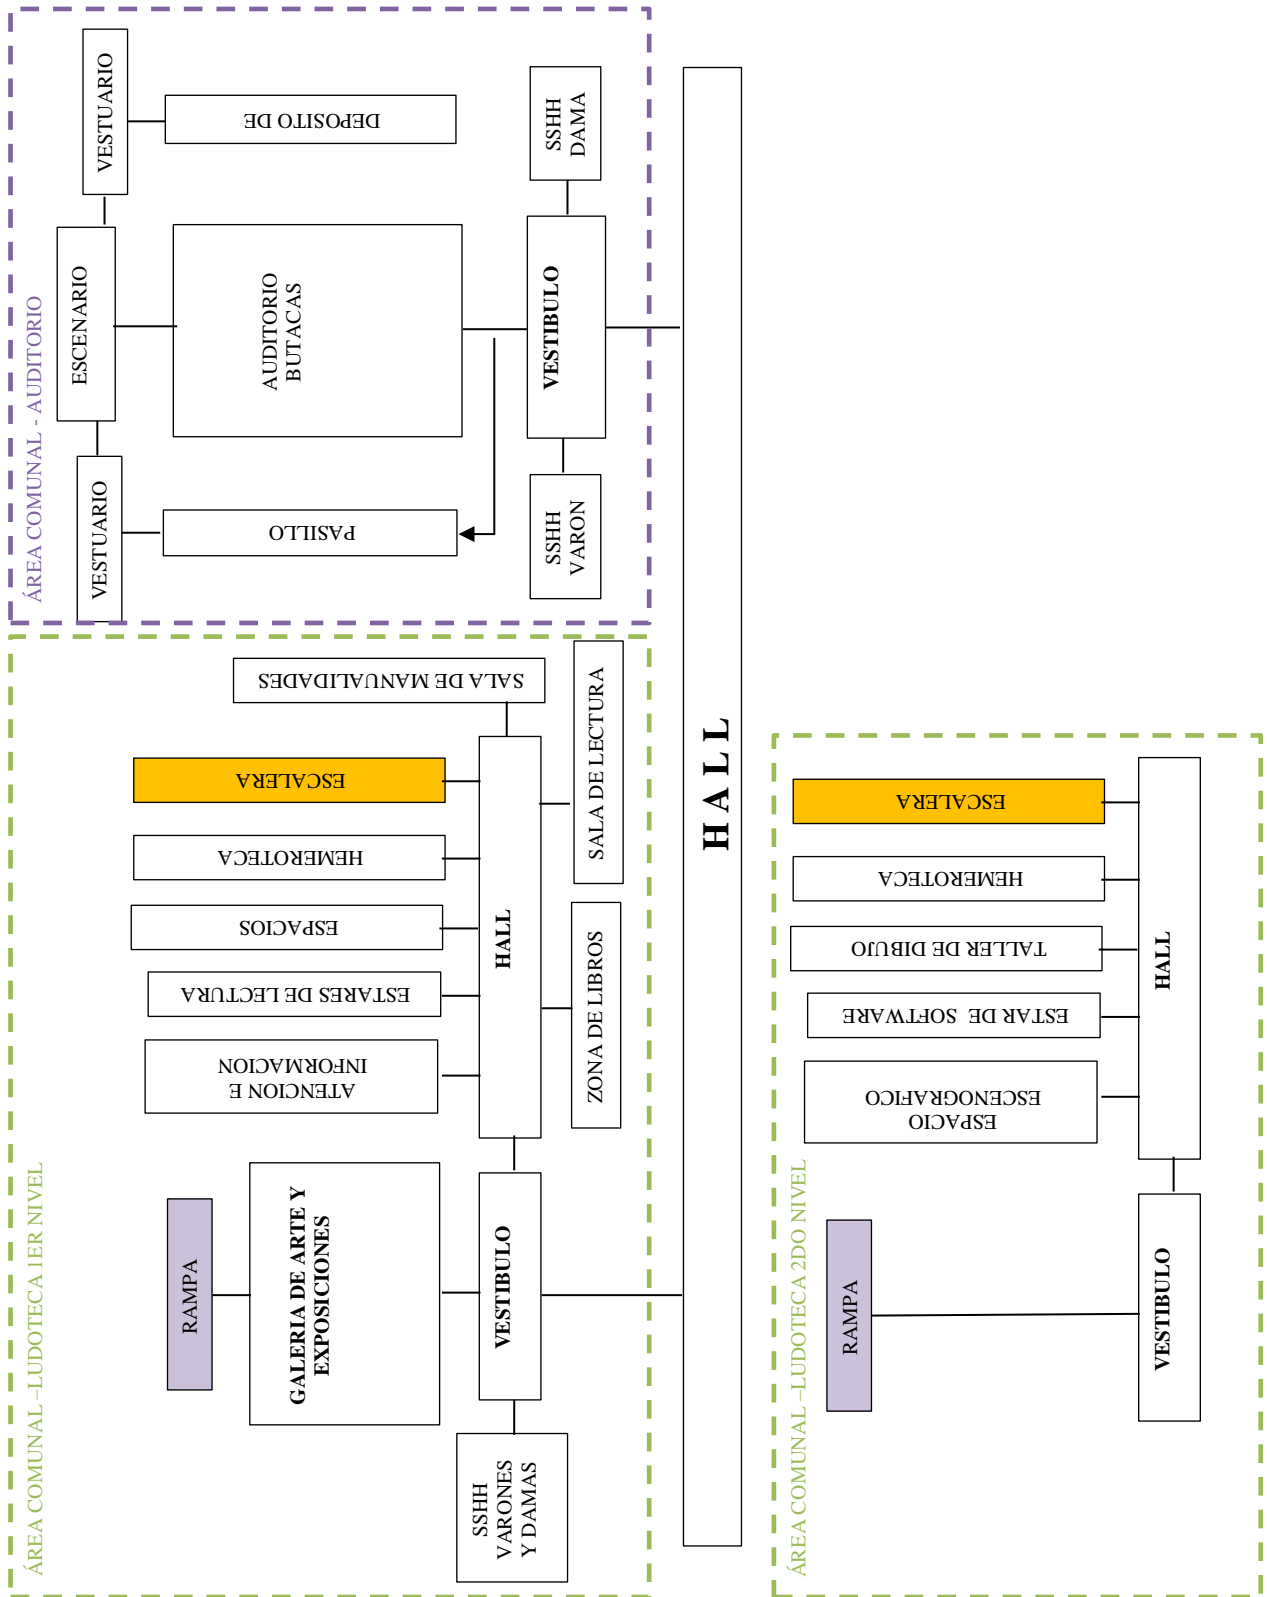 ÁREA COMUNAL –LUDOTECA 1ER NIVEL
RAMPA
GALERIA DE ARTE Y
EXPOSICIONES
VESTIBULO
SSHH
VARONES
Y DAMAS
ATENCION E
INFORMACION
ESTARES DE LECTURA
ESPACIOS
HEMEROTECA
ESCALERA
SALA DE MANUALIDADES
HALL
ZONA DE LIBROS
SALA DE LECTURA
ÁREA COMUNAL - AUDITORIO
VESTUARIO
ESCENARIO
VESTUARIO
PASILLO
AUDITORIO
BUTACAS
DEPOSITO DE
SSHH
VARON
VESTIBULO
SSHH
DAMA
HALL
ÁREA COMUNAL –LUDOTECA 2DO NIVEL
RAMPA
VESTIBULO
ESPACIO
ESCENOGRAFICO
ESTAR DE SOFTWARE
TALLER DE DIBUJO
HEMEROTECA
ESCALERA
HALL